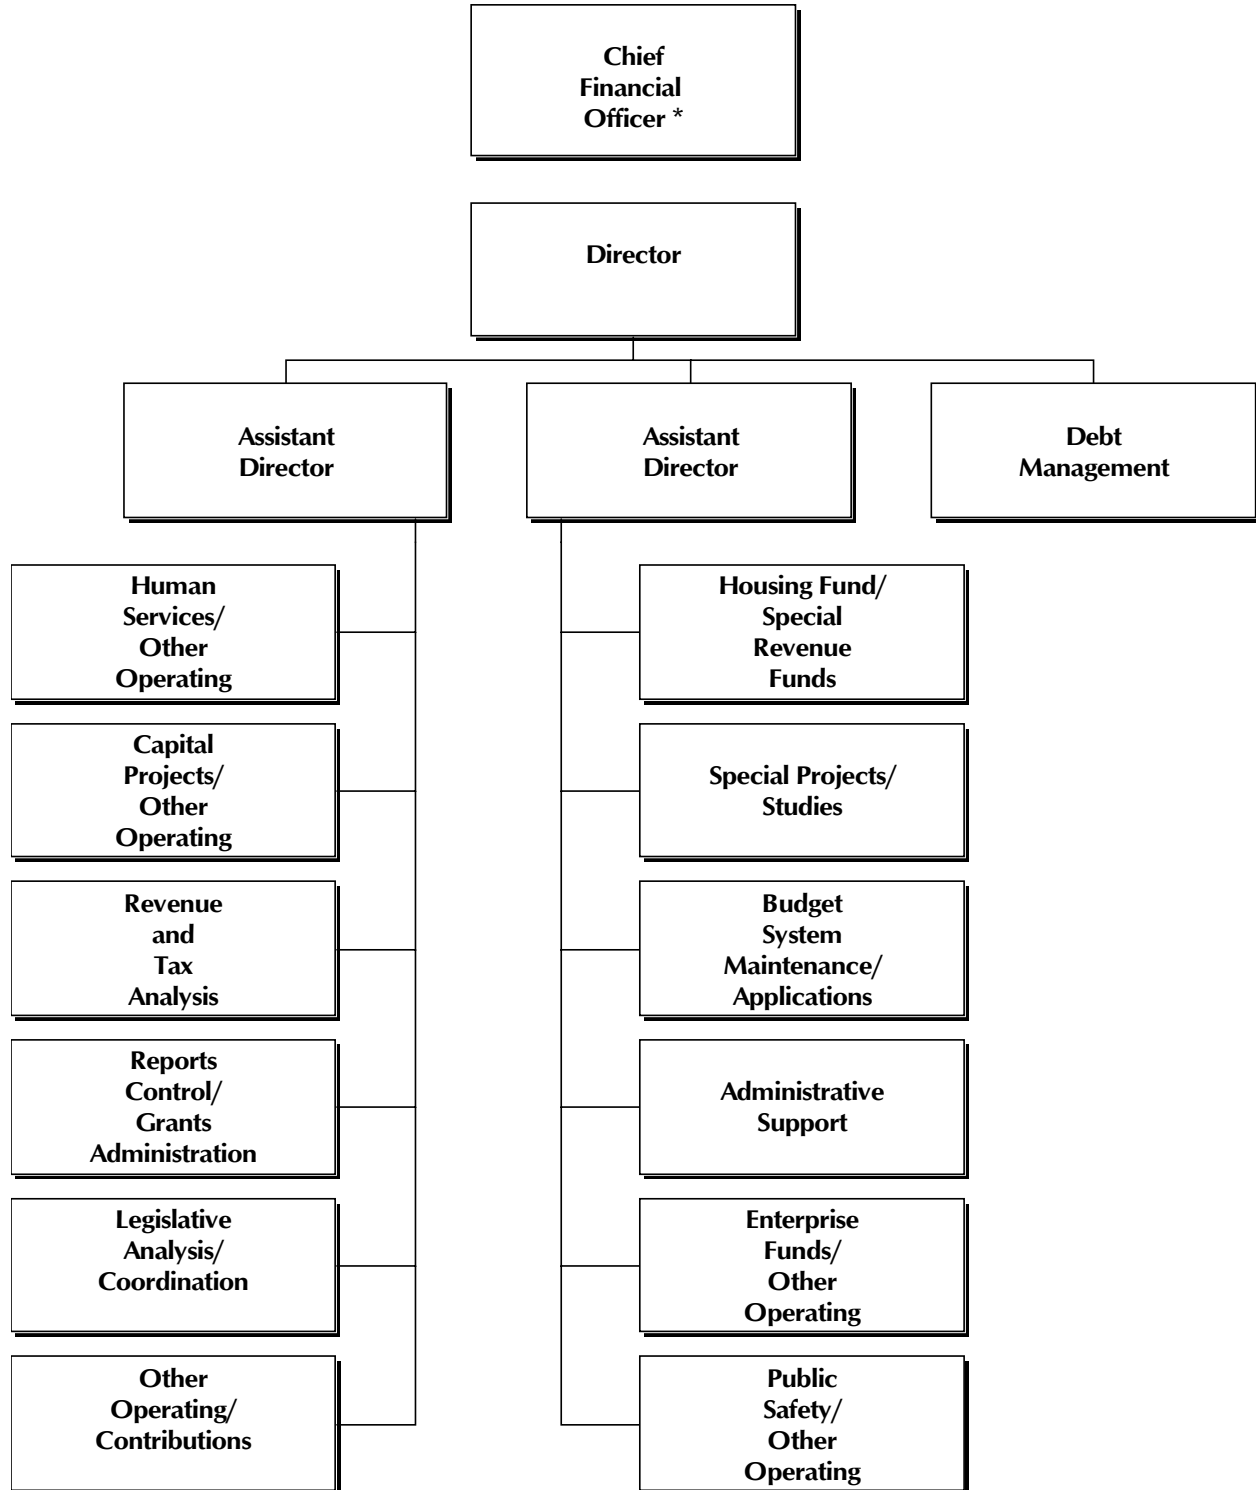 Chief
Financial
Officer *
Director
Assistant
Director
Assistant
Director
Debt
Management
Human
Services/
Other
Operating
Housing Fund/
Special
Revenue
Funds
Capital
Projects/
Other
Operating
Special Projects/
Studies
Revenue
and
Tax
Analysis
Budget
System
Maintenance/
Applications
Reports
Control/
Grants
Administration
Administrative
Support
Legislative
Analysis/
Coordination
Enterprise
Funds/
Other
Operating
Other
Operating/
Contributions
Public
Safety/
Other
Operating